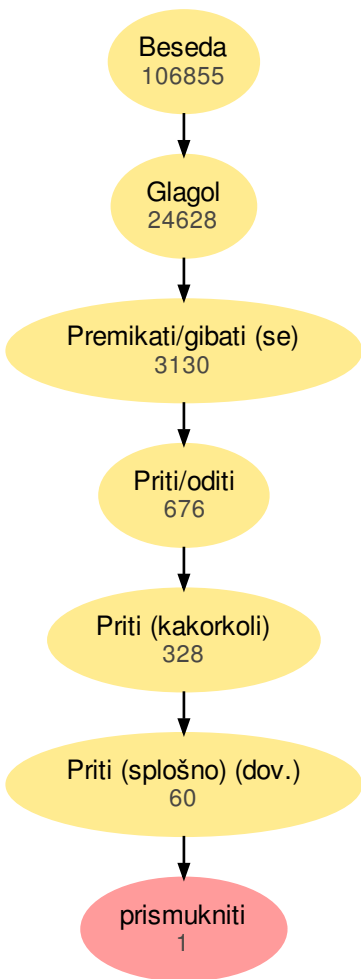 Beseda
106855
Glagol
24628
Premikati/gibati (se)
3130
Priti/oditi
676
Priti (kakorkoli)
328
Priti (splošno) (dov.)
60
prismukniti
1